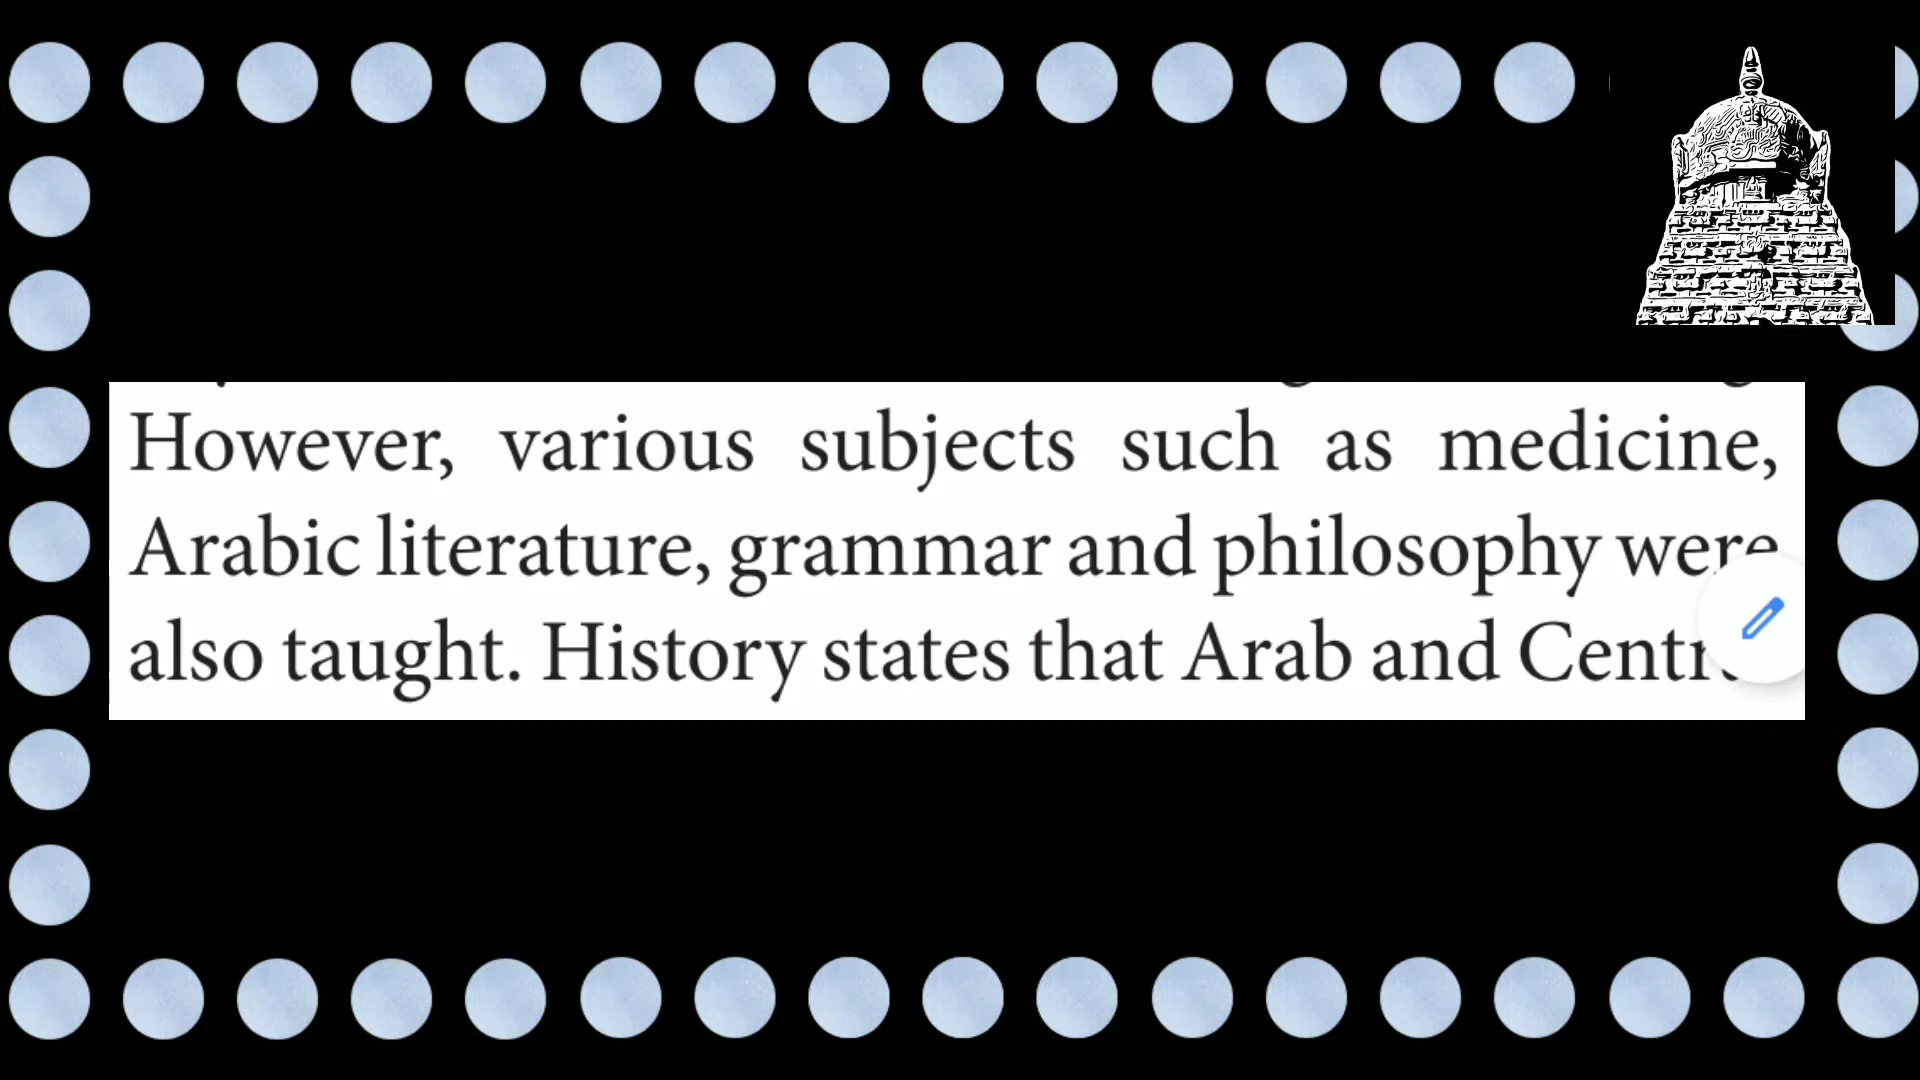 However, various subjects such as medicine,
Arabic literature, grammar and philosophy were
also taught. History states that Arab and